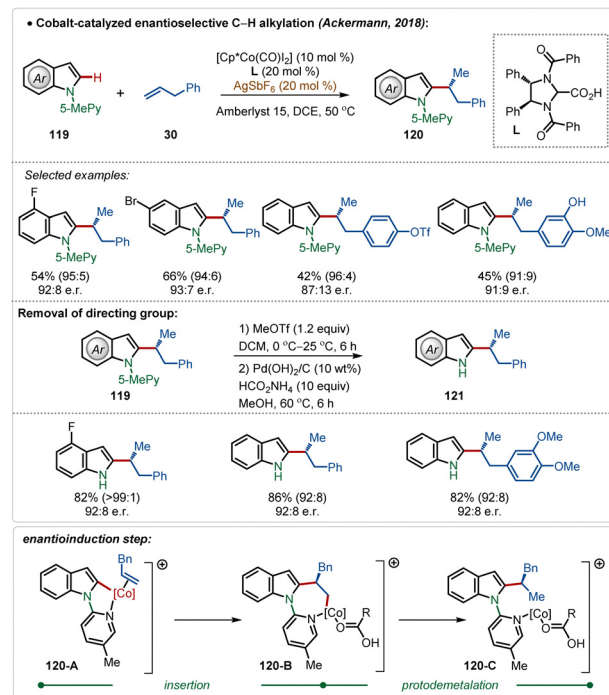 • Cobalt-catalyzed enantioselective C–H alkylation (Ackermann, 2018):
Ar
H
N
5-MePy
119
+
Ph
30
[Cp*Co(CO)I2] (10 mol %)
L (20 mol %)
AgSbF6 (20 mol %)
Amberlyst 15, DCE, 50 °C
Ar
Me
Ph
N
5-MePy
120
O
Ph
Ph
N
CO2H
Ph
N
O
Ph
L
Selected examples:
F
Me
Ph
N
5-MePy
54% (95:5)
92:8 e.r.
Br
Me
Ph
N
5-MePy
66% (94:6)
93:7 e.r.
Me
OTf
N
5-MePy
42% (96:4)
87:13 e.r.
Me
OH
OMe
N
5-MePy
45% (91:9)
91:9 e.r.
Removal of directing group:
Ar
Me
Ph
N
5-MePy
119
1) MeOTf (1.2 equiv)
DCM, 0 °C–25 °C, 6 h
2) Pd(OH)2/C (10 wt%)
HCO2NH4 (10 equiv)
MeOH, 60 °C, 6 h
Ar
Me
Ph
N
H
121
F
Me
Ph
N
H
82% (>99:1)
92:8 e.r.
Me
Ph
N
H
86% (92:8)
92:8 e.r.
Me
OMe
OMe
N
H
82% (92:8)
92:8 e.r.
enantioinduction step:
Bn
[Co]
N
N
Me
⊕
120-A
Bn
N
N
[Co]
R
O
OH
Me
⊕
120-B
Bn
Me
N
N
[Co]
R
O
OH
Me
⊕
120-C
insertion
protodemetalation